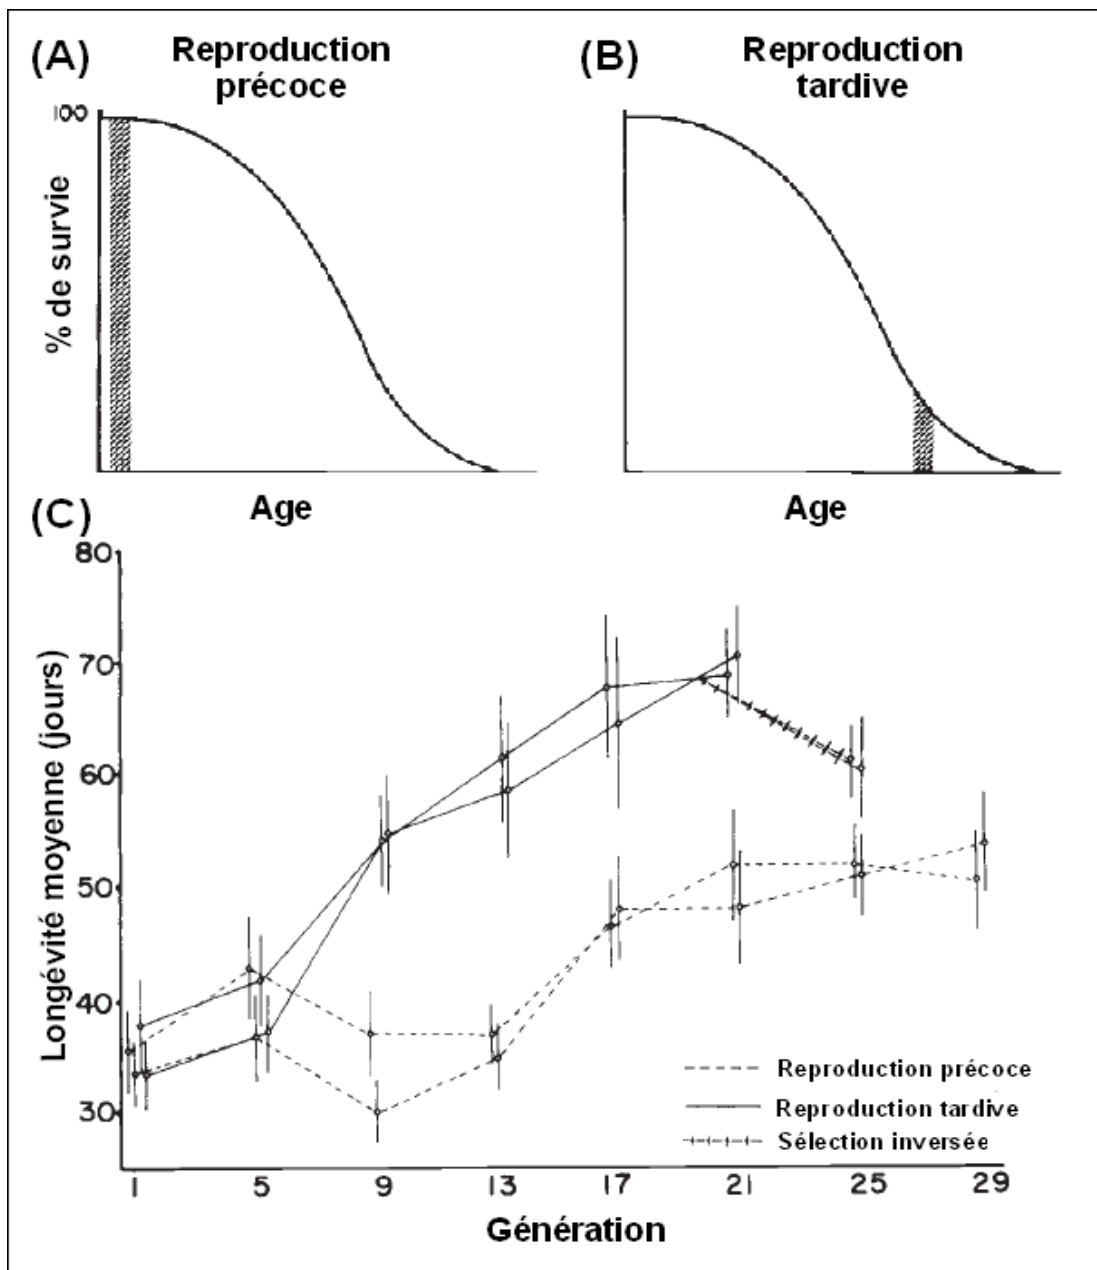 (A)
Reproduction
précoce
(B)
Reproduction
tardive
100
% de survie
Age
Age
(C)
80
70
60
50
40
30
Longévité moyenne (jours)
Reproduction précoce
Reproduction tardive
Sélection inversée
1 5 9 13 17 21 25 29
Génération